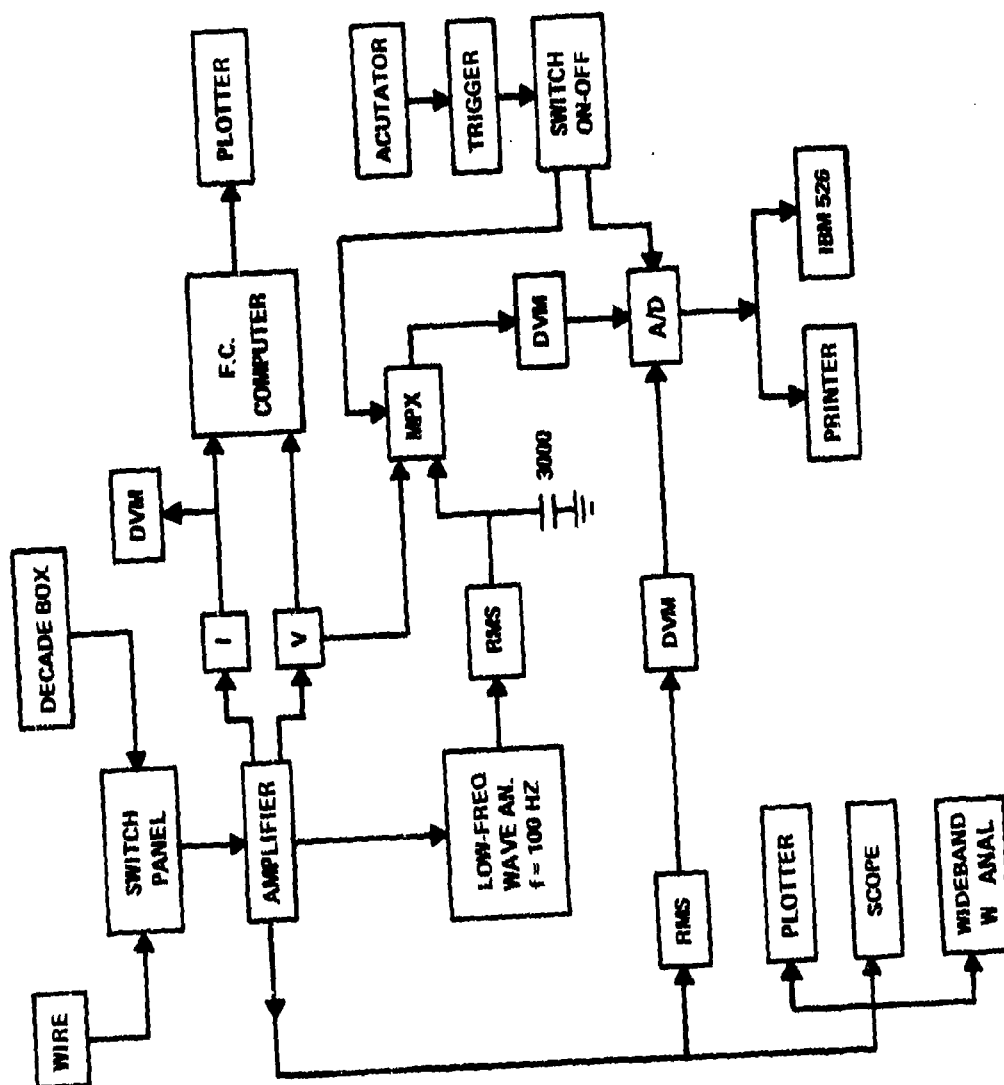 WIRE
DECADE BOX
SWITCH
PANEL
DVM
PLOTTER
I
V
F.C.
COMPUTER
AMPLIFIER
ACUTATOR
TRIGGER
SWITCH
ON-OFF
MPX
DVM
LOW-FREQ
WAVE AN.
f = 100 HZ
RMS
3000
A/D
RMS
DVM
PRINTER
IBM 526
PLOTTER
SCOPE
WIDEBAND
W ANAL